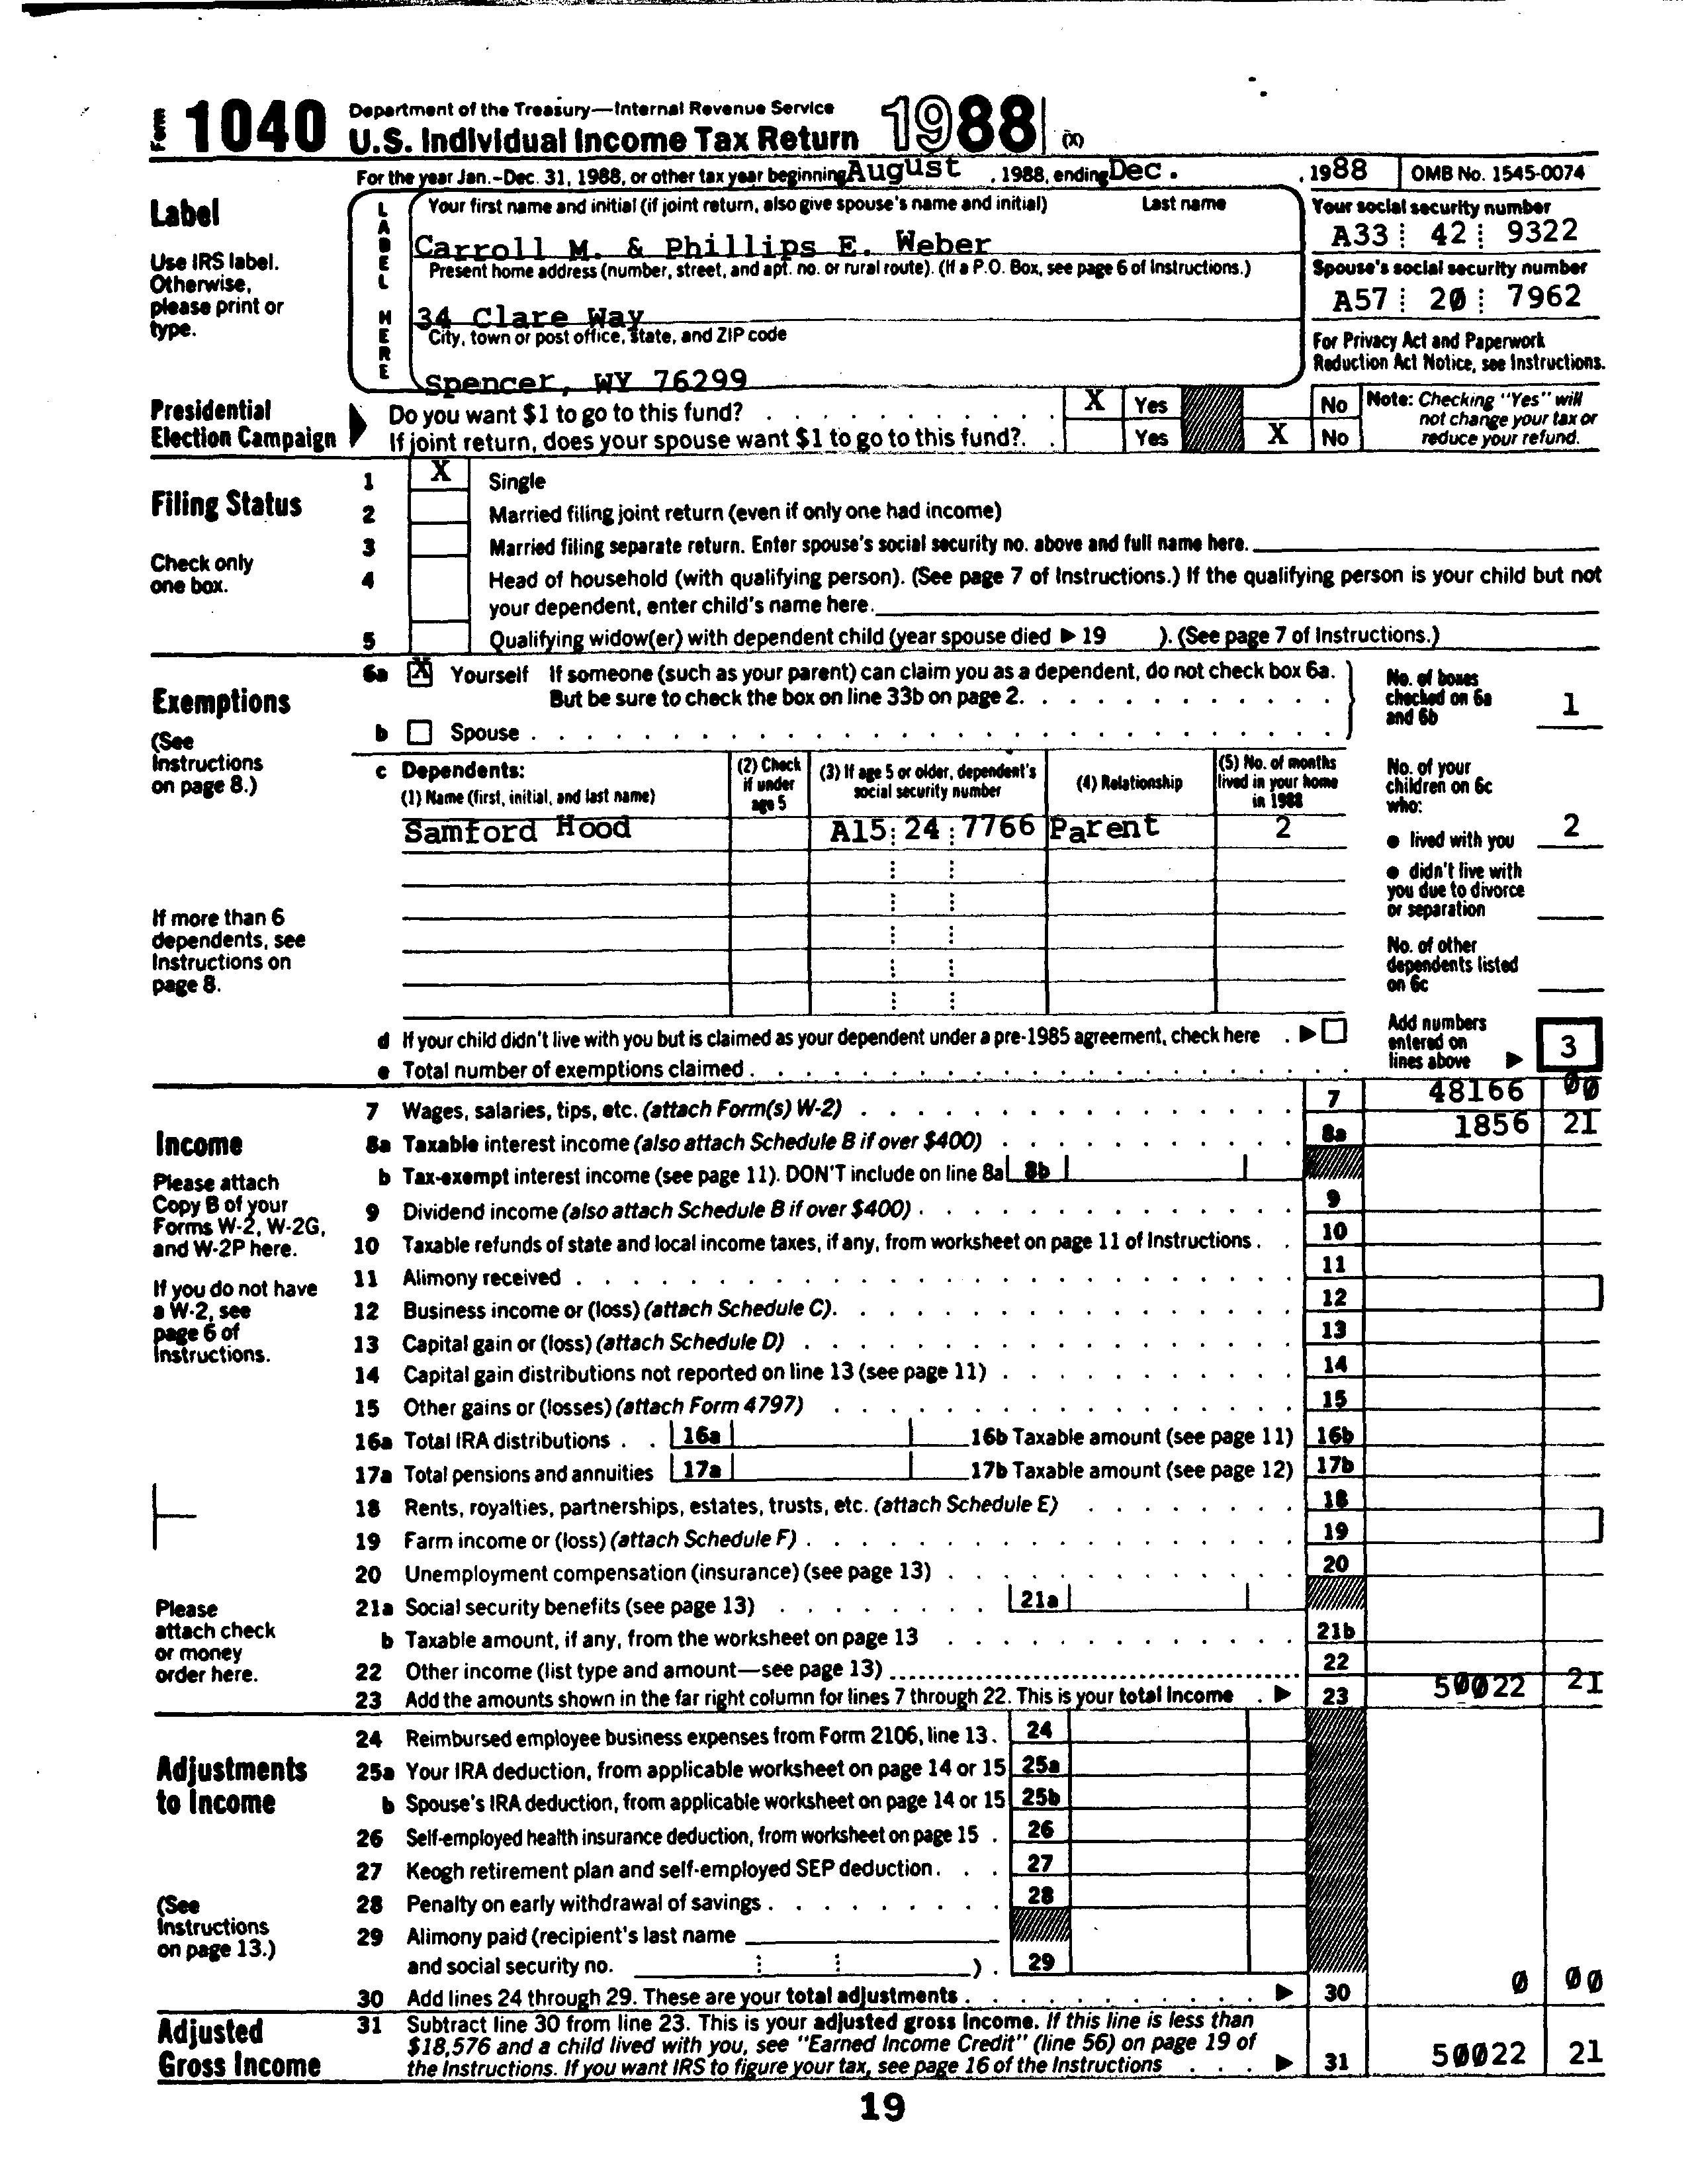 Form 1040 Department of the Treasury—Internal Revenue Service
U.S. Individual Income Tax Return 1988 (X)
For the year Jan.-Dec. 31, 1988, or other tax year beginning August , 1988, ending Dec. , 1988 OMB No. 1545-0074
Label
Use IRS label.
Otherwise,
please print or
type.
LABEL HERE
Your first name and initial (if joint return, also give spouse's name and initial) Last name
Carroll M. & Phillips E. Weber
Present home address (number, street, and apt. no. or rural route). (If a P.O. Box, see page 6 of Instructions.)
34 Clare Way
City, town or post office, state, and ZIP code
Spencer, WY 76299
Your social security number
A33 42 9322
Spouse's social security number
A57 20 7962
For Privacy Act and Paperwork
Reduction Act Notice, see Instructions.
Presidential
Election Campaign
Do you want $1 to go to this fund? X Yes No
If joint return, does your spouse want $1 to go to this fund? Yes X No
Note: Checking "Yes" will
not change your tax or
reduce your refund.
Filing Status
Check only
one box.
1 X Single
2 Married filing joint return (even if only one had income)
3 Married filing separate return. Enter spouse's social security no. above and full name here.
4 Head of household (with qualifying person). (See page 7 of Instructions.) If the qualifying person is your child but not
your dependent, enter child's name here.
5 Qualifying widow(er) with dependent child (year spouse died ▶ 19 ). (See page 7 of Instructions.)
Exemptions
(See
Instructions
on page 8.)
6a X Yourself If someone (such as your parent) can claim you as a dependent, do not check box 6a.
But be sure to check the box on line 33b on page 2.
b Spouse
No. of boxes
checked on 6a
and 6b 1
c Dependents:
(1) Name (first, initial, and last name)
(2) Check
if under
age 5
(3) If age 5 or older, dependent's
social security number
(4) Relationship
(5) No. of months
lived in your home
in 1988
Samford Hood A15 24 7766 Parent 2
No. of your
children on 6c
who:
● lived with you 2
● didn't live with
you due to divorce
or separation
No. of other
dependents listed
on 6c
If more than 6
dependents, see
Instructions on
page 8.
d If your child didn't live with you but is claimed as your dependent under a pre-1985 agreement, check here ▶
e Total number of exemptions claimed
Add numbers
entered on
lines above ▶ 3
Income
Please attach
Copy B of your
Forms W-2, W-2G,
and W-2P here.
If you do not have
a W-2, see
page 6 of
Instructions.
Please
attach check
or money
order here.
7 Wages, salaries, tips, etc. (attach Form(s) W-2) 7 48166 00
8a Taxable interest income (also attach Schedule B if over $400) 8a 1856 21
b Tax-exempt interest income (see page 11). DON'T include on line 8a 8b
9 Dividend income (also attach Schedule B if over $400) 9
10 Taxable refunds of state and local income taxes, if any, from worksheet on page 11 of Instructions 10
11 Alimony received 11
12 Business income or (loss) (attach Schedule C) 12
13 Capital gain or (loss) (attach Schedule D) 13
14 Capital gain distributions not reported on line 13 (see page 11) 14
15 Other gains or (losses) (attach Form 4797) 15
16a Total IRA distributions 16a 16b Taxable amount (see page 11) 16b
17a Total pensions and annuities 17a 17b Taxable amount (see page 12) 17b
18 Rents, royalties, partnerships, estates, trusts, etc. (attach Schedule E) 18
19 Farm income or (loss) (attach Schedule F) 19
20 Unemployment compensation (insurance) (see page 13) 20
21a Social security benefits (see page 13) 21a
b Taxable amount, if any, from the worksheet on page 13 21b
22 Other income (list type and amount—see page 13) 22
23 Add the amounts shown in the far right column for lines 7 through 22. This is your total income ▶ 23 50022 21
Adjustments
to Income
(See
Instructions
on page 13.)
24 Reimbursed employee business expenses from Form 2106, line 13. 24
25a Your IRA deduction, from applicable worksheet on page 14 or 15 25a
b Spouse's IRA deduction, from applicable worksheet on page 14 or 15 25b
26 Self-employed health insurance deduction, from worksheet on page 15 26
27 Keogh retirement plan and self-employed SEP deduction 27
28 Penalty on early withdrawal of savings 28
29 Alimony paid (recipient's last name
and social security no. ) 29
30 Add lines 24 through 29. These are your total adjustments ▶ 30 0 00
Adjusted
Gross Income
31 Subtract line 30 from line 23. This is your adjusted gross income. If this line is less than
$18,576 and a child lived with you, see "Earned Income Credit" (line 56) on page 19 of
the Instructions. If you want IRS to figure your tax, see page 16 of the Instructions ▶ 31 50022 21
19